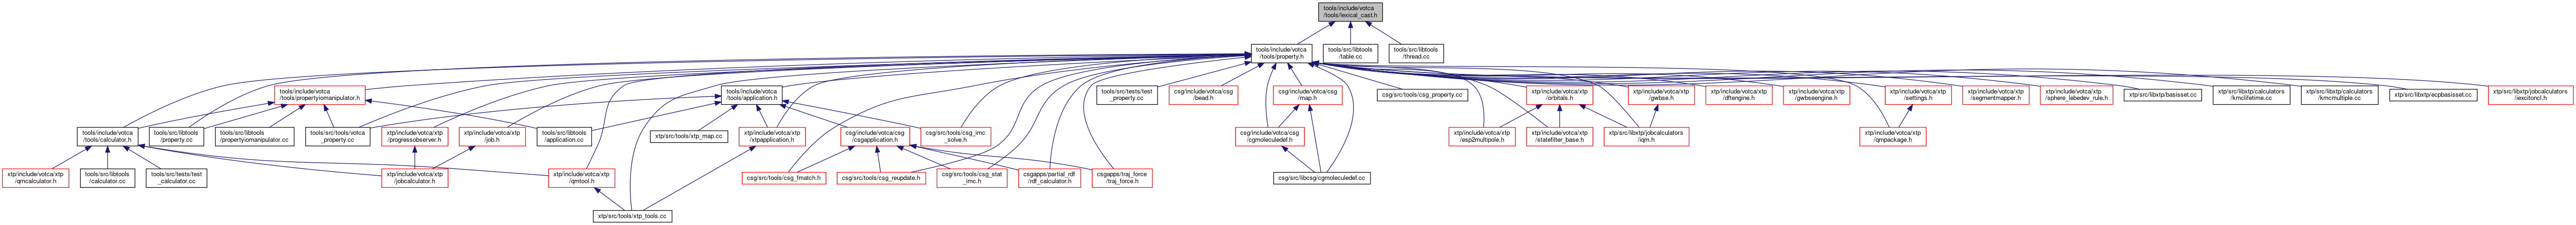 tools/include/votca
/tools/lexical_cast.h
tools/include/votca
/tools/property.h
tools/src/libtools
/table.cc
tools/src/libtools
/thread.cc
tools/include/votca
/tools/propertyiomanipulator.h
tools/include/votca
/tools/application.h
tools/src/tests/test
_property.cc
csg/include/votca/csg
/bead.h
csg/include/votca/csg
/map.h
csg/src/tools/csg_property.cc
xtp/include/votca/xtp
/orbitals.h
xtp/include/votca/xtp
/gwbse.h
xtp/include/votca/xtp
/dftengine.h
xtp/include/votca/xtp
/gwbseengine.h
xtp/include/votca/xtp
/settings.h
xtp/include/votca/xtp
/segmentmapper.h
xtp/include/votca/xtp
/sphere_lebedev_rule.h
xtp/src/libxtp/basisset.cc
xtp/src/libxtp/calculators
/kmclifetime.cc
xtp/src/libxtp/calculators
/kmcmultiple.cc
xtp/src/libxtp/ecpbasisset.cc
xtp/src/libxtp/jobcalculators
/iexcitoncl.h
tools/include/votca
/tools/calculator.h
tools/src/libtools
/property.cc
tools/src/libtools
/propertyiomanipulator.cc
tools/src/tools/votca
_property.cc
xtp/include/votca/xtp
/progressobserver.h
xtp/include/votca/xtp
/job.h
tools/src/libtools
/application.cc
xtp/src/tools/xtp_map.cc
xtp/include/votca/xtp
/xtpapplication.h
csg/include/votca/csg
/csgapplication.h
csg/src/tools/csg_imc
_solve.h
csg/include/votca/csg
/cgmoleculedef.h
xtp/include/votca/xtp
/esp2multipole.h
xtp/include/votca/xtp
/statefilter_base.h
xtp/src/libxtp/jobcalculators
/iqm.h
xtp/include/votca/xtp
/qmpackage.h
xtp/include/votca/xtp
/qmcalculator.h
tools/src/libtools
/calculator.cc
tools/src/tests/test
_calculator.cc
xtp/include/votca/xtp
/jobcalculator.h
xtp/include/votca/xtp
/qmtool.h
csg/src/tools/csg_fmatch.h
csg/src/tools/csg_reupdate.h
csg/src/tools/csg_stat
_imc.h
csgapps/partial_rdf
/rdf_calculator.h
csgapps/traj_force
/traj_force.h
csg/src/libcsg/cgmoleculedef.cc
xtp/src/tools/xtp_tools.cc